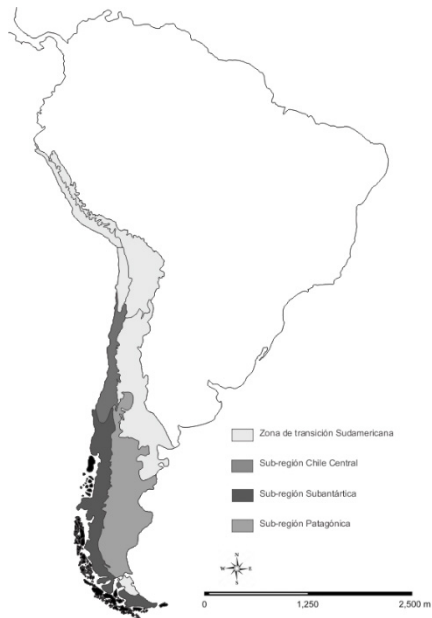 Zona de transición Sudamericana
Sub-región Chile Central
Sub-región Subantártica
Sub-región Patagónica
N
W E
S
0 1,250 2,500 m